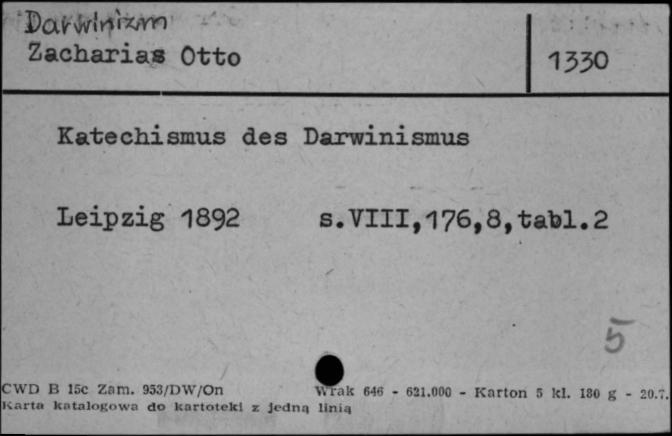 Darwinizm
Zacharias Otto
1330
Katechismus des Darwinismus
Leipzig 1892 s.VIII,176,8,tabl.2
5
CWD B 15c Zam. 953/DW/On Wrak 646 - 621.000 - Karton 5 kl. 180 g - 20.7.
Karta katalogowa do kartoteki z jedną linią